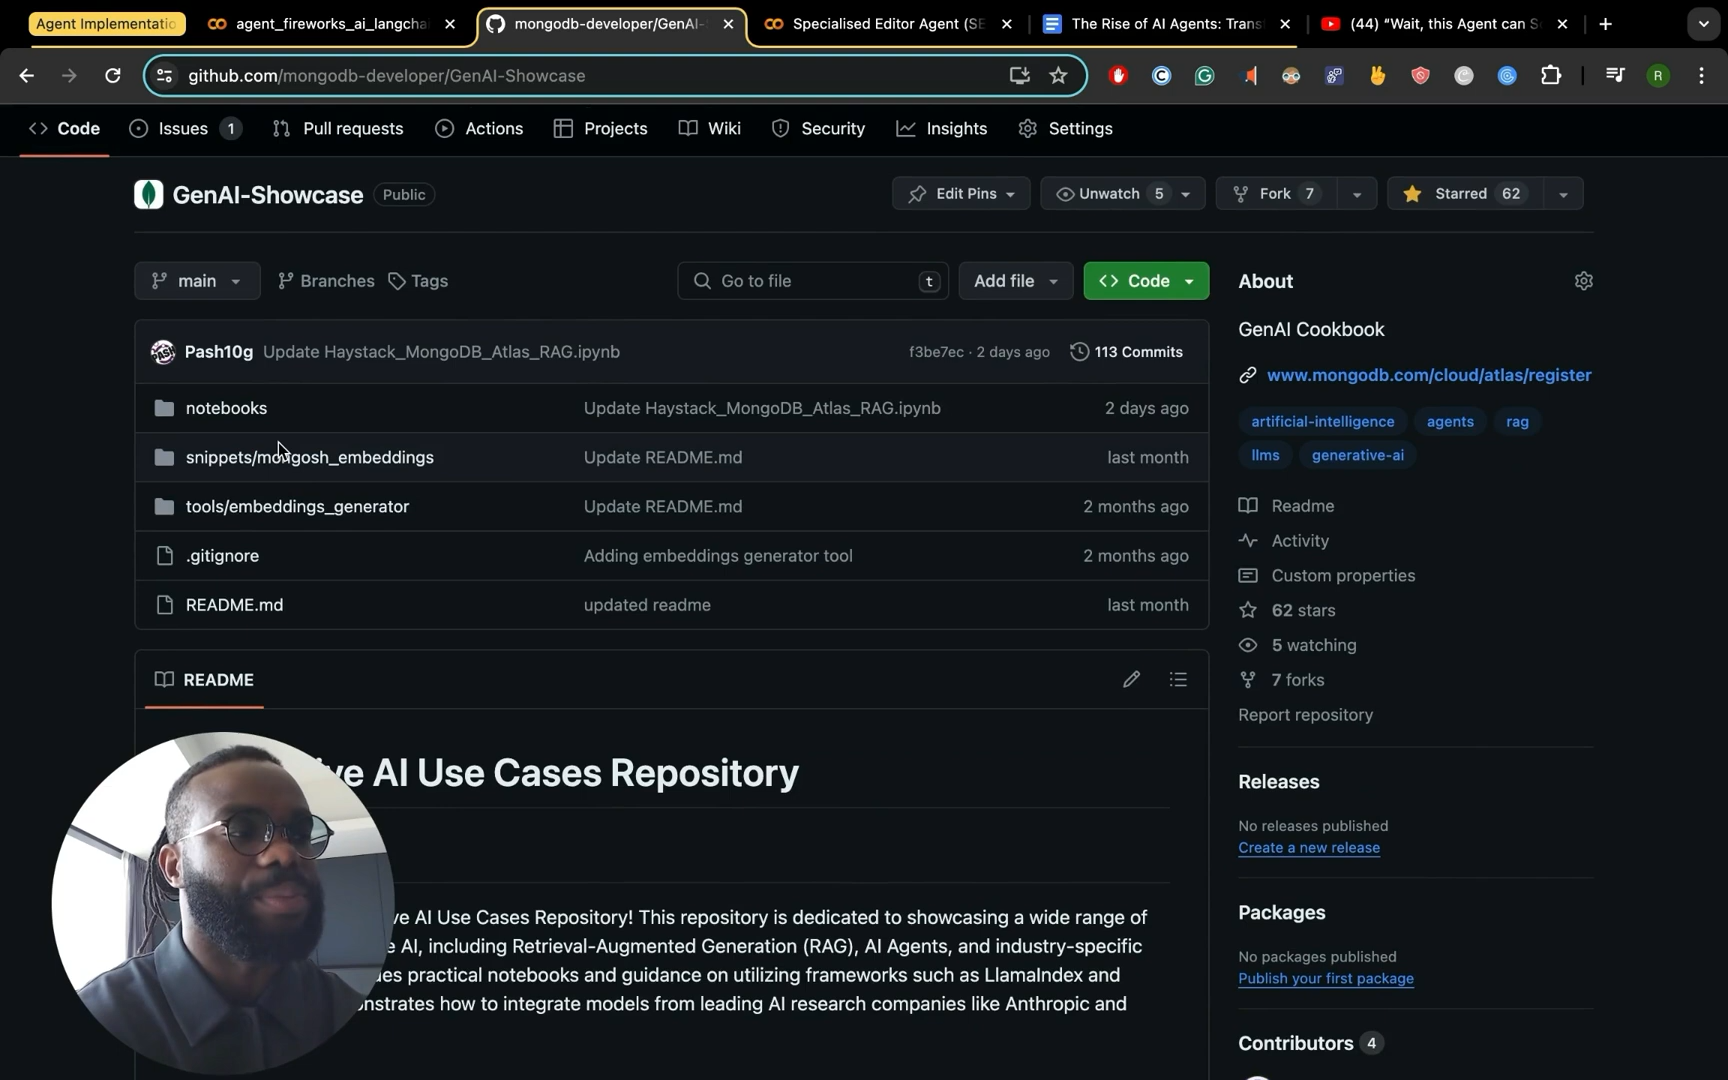 Agent Implementatio
agent_fireworks_ai_langcha
mongodb-developer/GenAI-S
Specialised Editor Agent (SE
The Rise of AI Agents: Trans
(44) "Wait, this Agent can S
github.com/mongodb-developer/GenAI-Showcase
R
Code
Issues 1
Pull requests
Actions
Projects
Wiki
Security
Insights
Settings
GenAI-Showcase Public
Edit Pins
Unwatch 5
Fork 7
Starred 62
main
Branches
Tags
Go to file t
Add file
Code
Pash10g Update Haystack_MongoDB_Atlas_RAG.ipynb f3be7ec · 2 days ago 113 Commits
notebooks Update Haystack_MongoDB_Atlas_RAG.ipynb 2 days ago
snippets/mongosh_embeddings Update README.md last month
tools/embeddings_generator Update README.md 2 months ago
.gitignore Adding embeddings generator tool 2 months ago
README.md updated readme last month
README
ve AI Use Cases Repository
ve AI Use Cases Repository! This repository is dedicated to showcasing a wide range of
AI, including Retrieval-Augmented Generation (RAG), AI Agents, and industry-specific
practical notebooks and guidance on utilizing frameworks such as LlamaIndex and
how to integrate models from leading AI research companies like Anthropic and
About
GenAI Cookbook
www.mongodb.com/cloud/atlas/register
artificial-intelligence agents rag
llms generative-ai
Readme
Activity
Custom properties
62 stars
5 watching
7 forks
Report repository
Releases
No releases published
Create a new release
Packages
No packages published
Publish your first package
Contributors 4